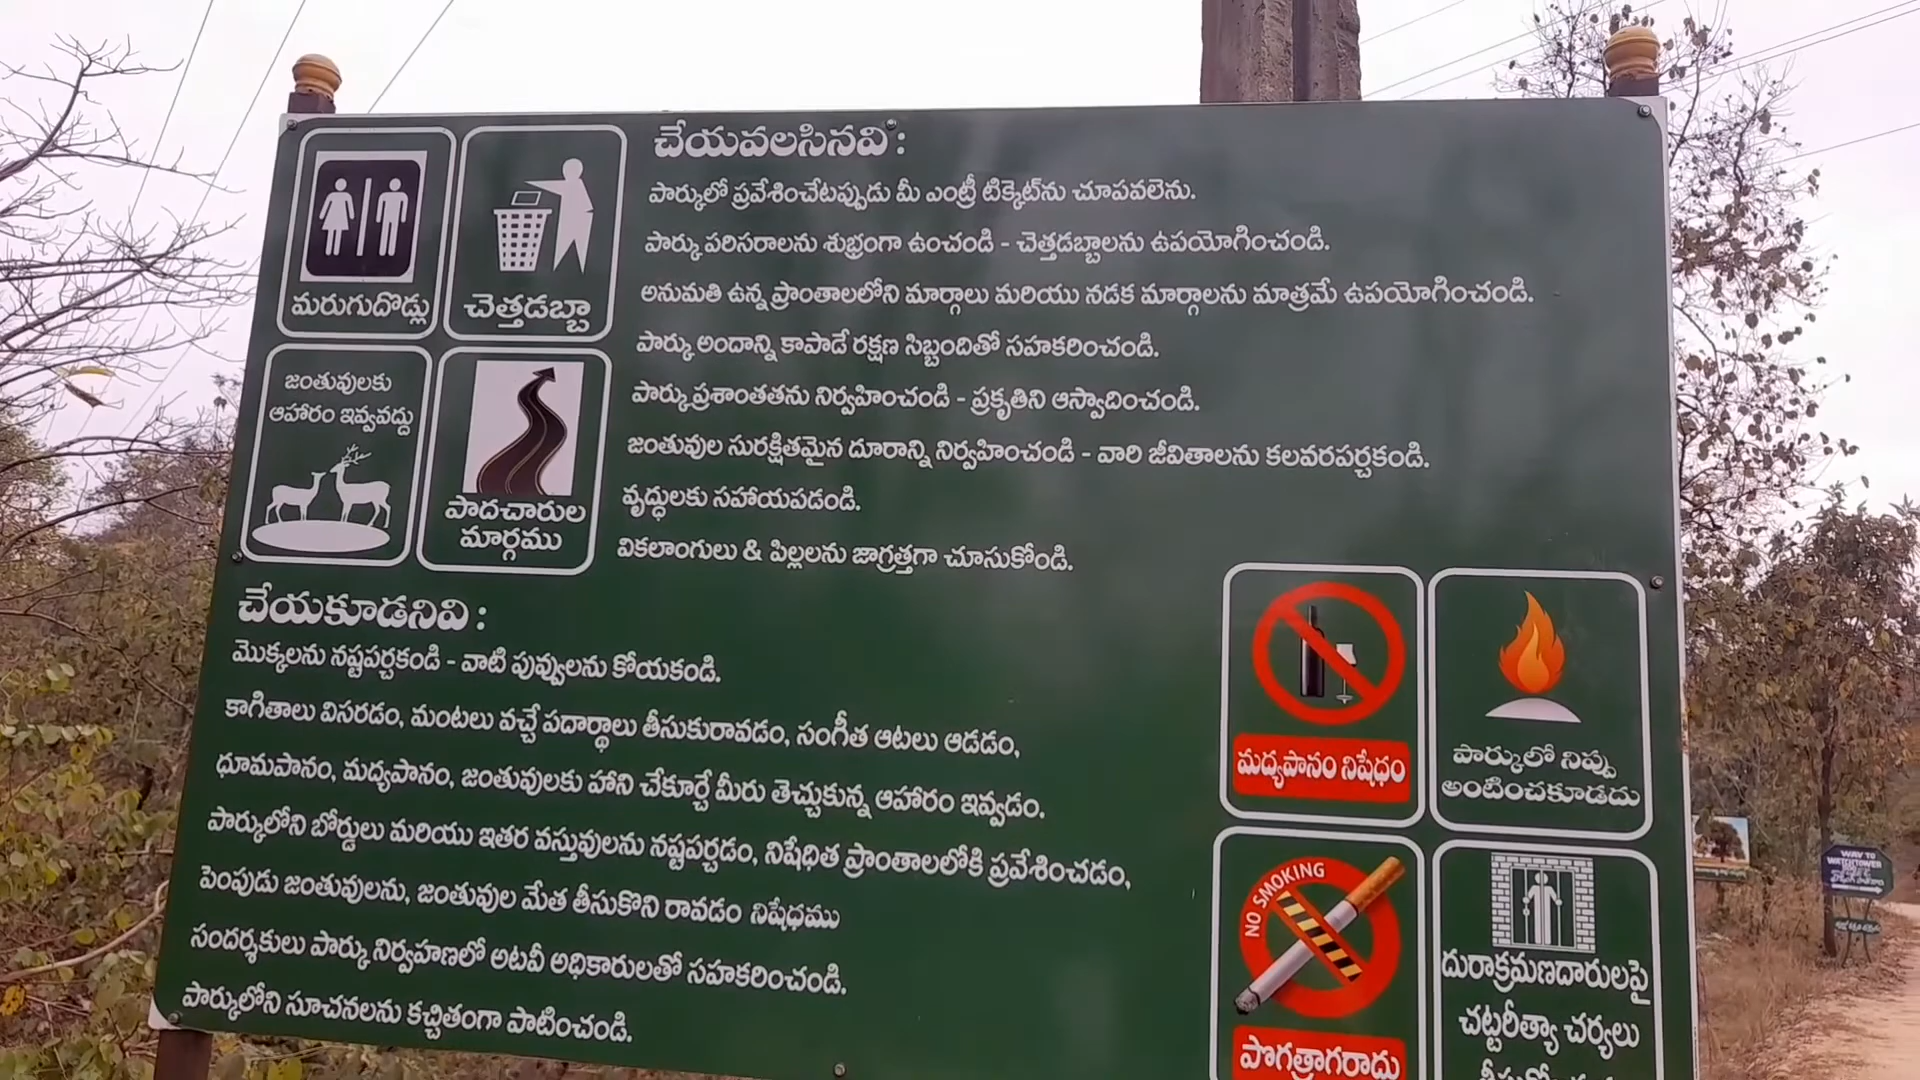 మరుగుదొడ్లు
చెత్తడబ్బా
జంతువులకు
ఆహారం ఇవ్వవద్దు
పాదచారుల
మార్గము
చేయవలసినవి :
పార్కులో ప్రవేశించేటప్పుడు మీ ఎంట్రీ టిక్కెట్‌ను చూపవలెను.
పార్కు పరిసరాలను శుభ్రంగా ఉంచండి - చెత్తడబ్బాలను ఉపయోగించండి.
అనుమతి ఉన్న ప్రాంతాలలోని మార్గాలు మరియు నడక మార్గాలను మాత్రమే ఉపయోగించండి.
పార్కు అందాన్ని కాపాడే రక్షణ సిబ్బందితో సహకరించండి.
పార్కు ప్రశాంతతను నిర్వహించండి - ప్రకృతిని ఆస్వాదించండి.
జంతువుల సురక్షితమైన దూరాన్ని నిర్వహించండి - వారి జీవితాలను కలవరపర్చకండి.
వృద్ధులకు సహాయపడండి.
వికలాంగులు & పిల్లలను జాగ్రత్తగా చూసుకోండి.
చేయకూడనివి :
మొక్కలను నష్టపర్చకండి - వాటి పువ్వులను కోయకండి.
కాగితాలు విసరడం, మంటలు వచ్చే పదార్థాలు తీసుకురావడం, సంగీత ఆటలు ఆడడం,
ధూమపానం, మద్యపానం, జంతువులకు హాని చేకూర్చే మీరు తెచ్చుకున్న ఆహారం ఇవ్వడం.
పార్కులోని బోర్డులు మరియు ఇతర వస్తువులను నష్టపర్చడం, నిషేధిత ప్రాంతాలలోకి ప్రవేశించడం,
పెంపుడు జంతువులను, జంతువుల మేత తీసుకొని రావడం నిషేధము
సందర్శకులు పార్కు నిర్వహణలో అటవీ అధికారులతో సహకరించండి.
పార్కులోని సూచనలను కచ్చితంగా పాటించండి.
మద్యపానం నిషేధం
పార్కులో నిప్పు
అంటించకూడదు
NO SMOKING
పొగత్రాగరాదు
దురాక్రమణదారులపై
చట్టరీత్యా చర్యలు
WAY TO
WATCHTOWER